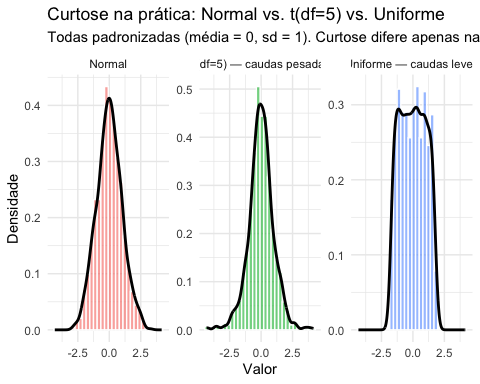 Curtose na prática: Normal vs. t(df=5) vs. Uniforme
Todas padronizadas (média = 0, sd = 1). Curtose difere apenas na
Normal
df=5) — caudas pesada
Uniforme — caudas leve
Densidade
0.4
0.3
0.2
0.1
0.0
0.5
0.4
0.3
0.2
0.1
0.0
0.3
0.2
0.1
0.0
-2.5 0.0 2.5
-2.5 0.0 2.5
-2.5 0.0 2.5
Valor